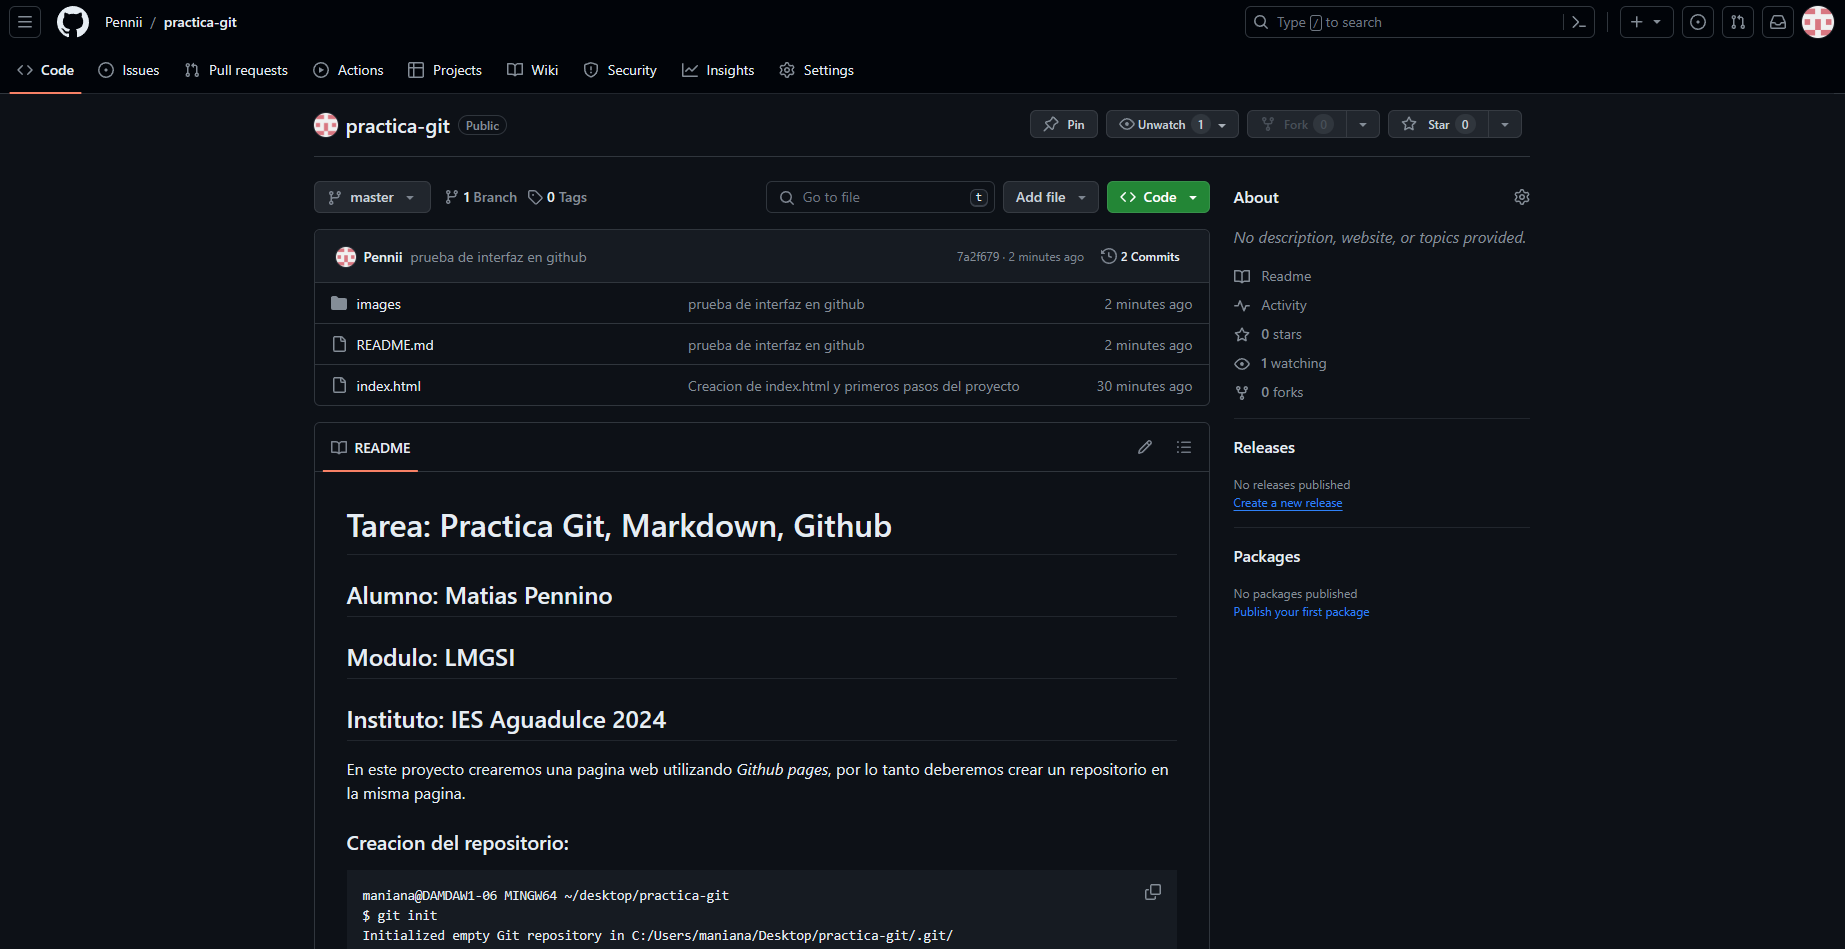 Pennii / practica-git
Type / to search
Code Issues Pull requests Actions Projects Wiki Security Insights Settings
practica-git Public
Pin Unwatch 1 Fork 0 Star 0
master 1 Branch 0 Tags Go to file t Add file Code
Pennii prueba de interfaz en github 7a2f679 · 2 minutes ago 2 Commits
images prueba de interfaz en github 2 minutes ago
README.md prueba de interfaz en github 2 minutes ago
index.html Creacion de index.html y primeros pasos del proyecto 30 minutes ago
README
Tarea: Practica Git, Markdown, Github
Alumno: Matias Pennino
Modulo: LMGSI
Instituto: IES Aguadulce 2024
En este proyecto crearemos una pagina web utilizando Github pages, por lo tanto deberemos crear un repositorio en
la misma pagina.
Creacion del repositorio:
maniana@DAMDAW1-06 MINGW64 ~/desktop/practica-git
$ git init
Initialized empty Git repository in C:/Users/maniana/Desktop/practica-git/.git/
About
No description, website, or topics provided.
Readme
Activity
0 stars
1 watching
0 forks
Releases
No releases published
Create a new release
Packages
No packages published
Publish your first package